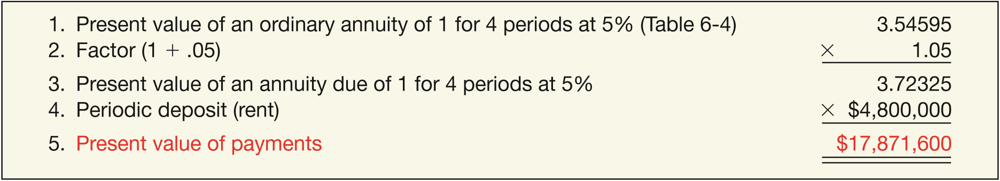 1. Present value of an ordinary annuity of 1 for 4 periods at 5% (Table 6-4) 3.54595
2. Factor (1 + .05) × 1.05
3. Present value of an annuity due of 1 for 4 periods at 5% 3.72325
4. Periodic deposit (rent) × $4,800,000
5. Present value of payments $17,871,600